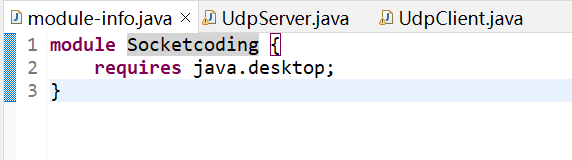 module-info.java UdpServer.java UdpClient.java
1 module Socketcoding {
2 requires java.desktop;
3 }